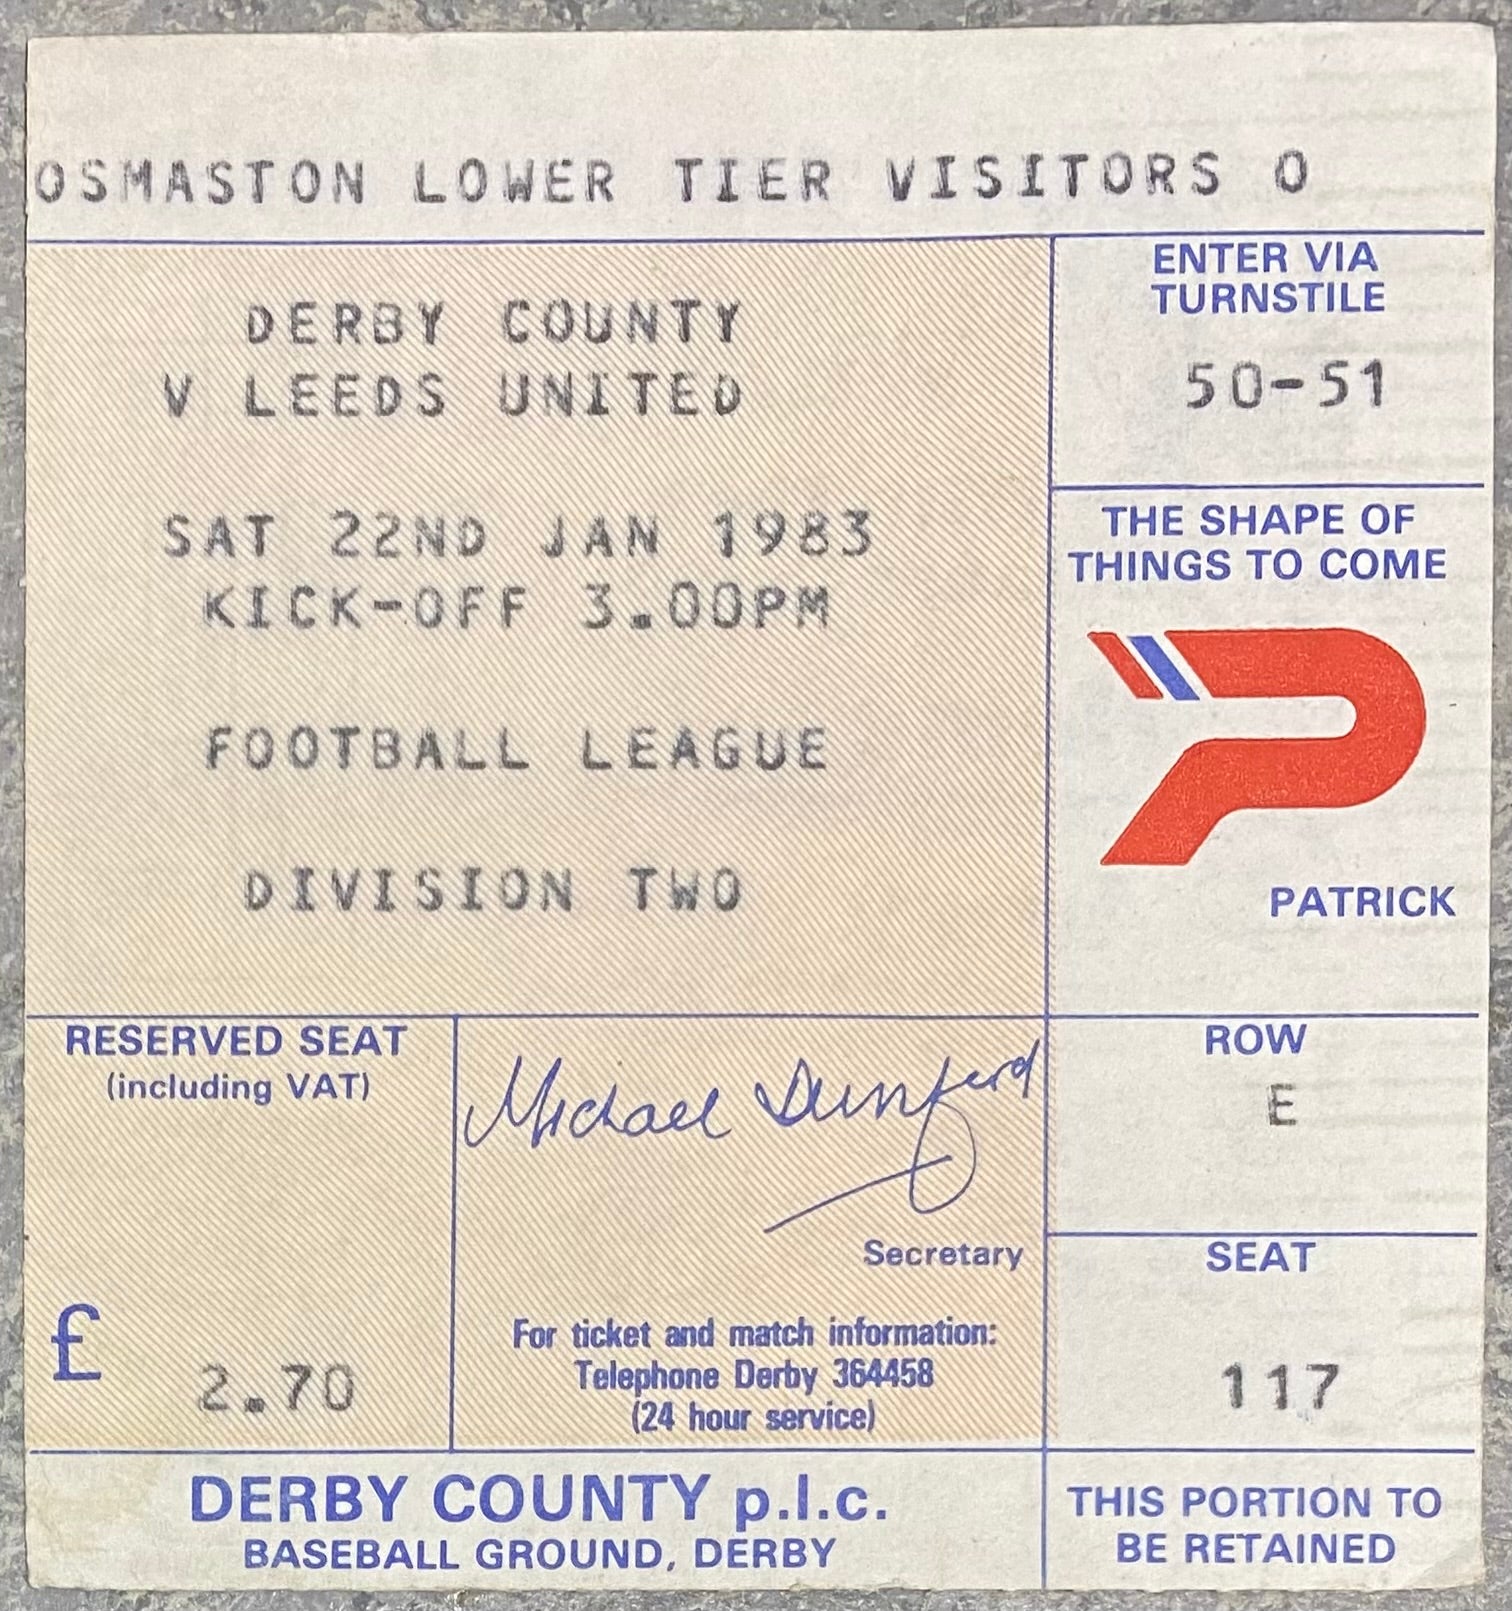 OSMASTON LOWER TIER VISITORS O
DERBY COUNTY
V LEEDS UNITED
SAT 22ND JAN 1983
KICK-OFF 3.00PM
FOOTBALL LEAGUE
DIVISION TWO
ENTER VIA
TURNSTILE
50-51
THE SHAPE OF
THINGS TO COME
PATRICK
RESERVED SEAT
(including VAT)
£ 2.70
Michael Dunford
Secretary
For ticket and match information:
Telephone Derby 364458
(24 hour service)
ROW
E
SEAT
117
DERBY COUNTY p.l.c.
BASEBALL GROUND, DERBY
THIS PORTION TO
BE RETAINED